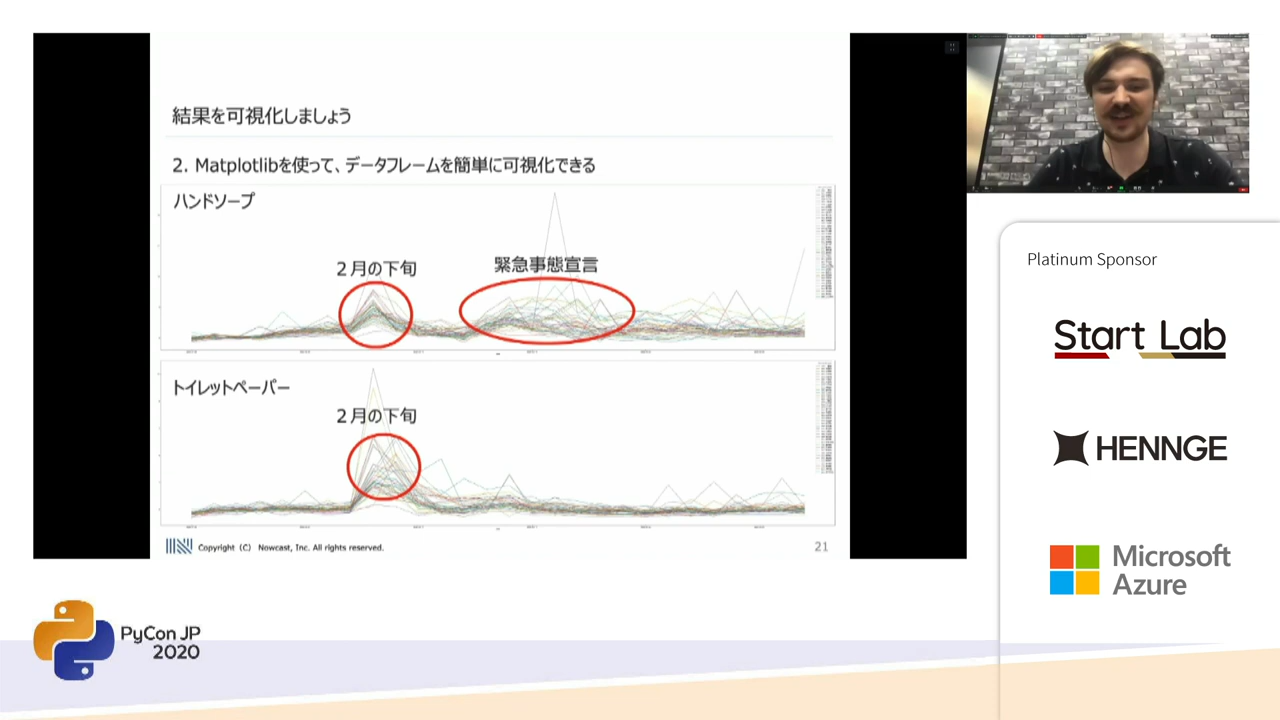 結果を可視化しましょう
2. Matplotlibを使って、データフレームを簡単に可視化できる
ハンドソープ
2月の下旬
緊急事態宣言
トイレットペーパー
2月の下旬
Copyright (C) Nowcast, Inc. All rights reserved.
21
Platinum Sponsor
Start Lab
HENNGE
Microsoft
Azure
PyCon JP
2020